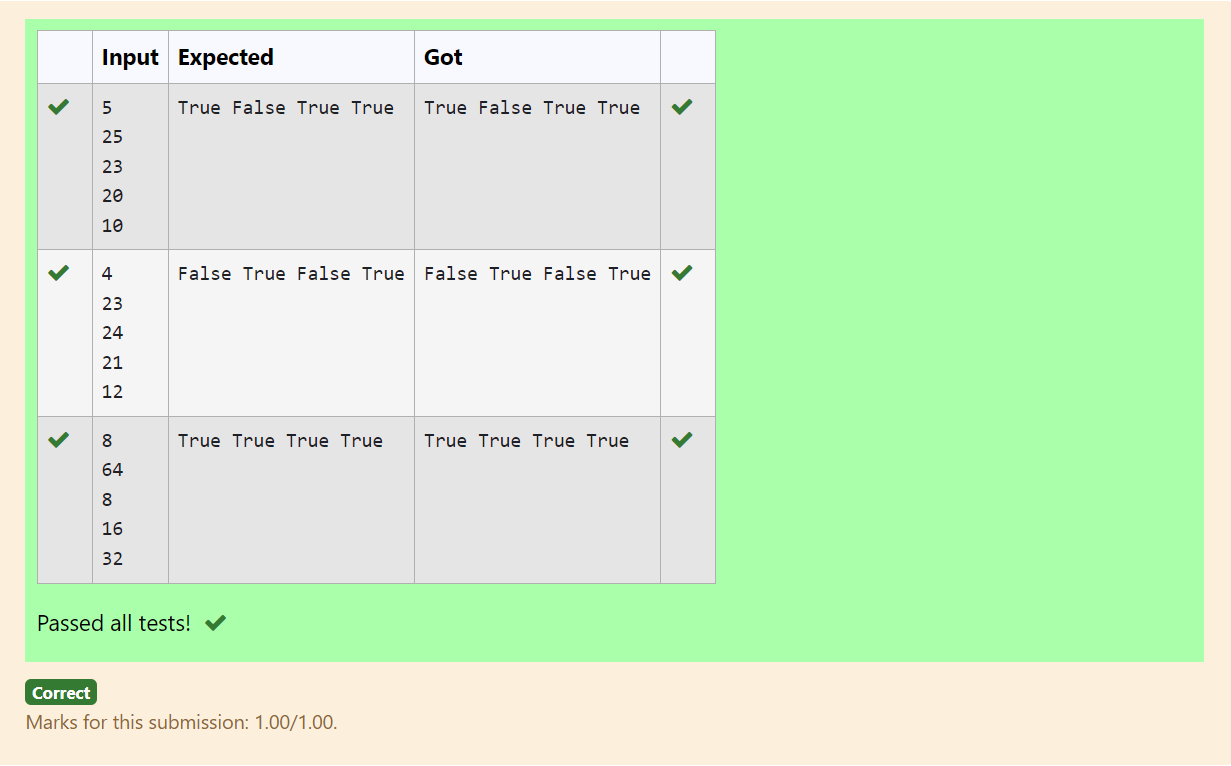 Input Expected Got
5 True False True True True False True True
25
23
20
10
4 False True False True False True False True
23
24
21
12
8 True True True True True True True True
64
8
16
32
Passed all tests!
Correct
Marks for this submission: 1.00/1.00.